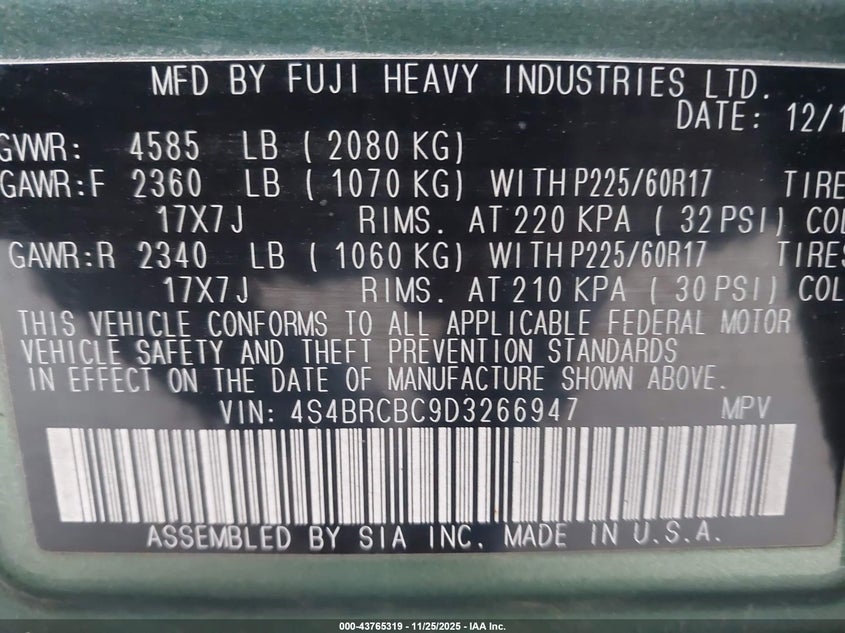 MFD BY FUJI HEAVY INDUSTRIES LTD.
DATE: 12/1
GVWR: 4585 LB ( 2080 KG)
GAWR:F 2360 LB ( 1070 KG) WITH P225/60R17 TIRE
17X7J RIMS. AT 220 KPA ( 32 PSI) COL
GAWR:R 2340 LB ( 1060 KG) WITH P225/60R17 TIRES
17X7J RIMS. AT 210 KPA ( 30 PSI) COL
THIS VEHICLE CONFORMS TO ALL APPLICABLE FEDERAL MOTOR
VEHICLE SAFETY AND THEFT PREVENTION STANDARDS
IN EFFECT ON THE DATE OF MANUFACTURE SHOWN ABOVE.
VIN: 4S4BRCBC9D3266947 MPV
ASSEMBLED BY SIA INC. MADE IN U.S.A.
000-43765319 - 11/25/2025 - IAA Inc.